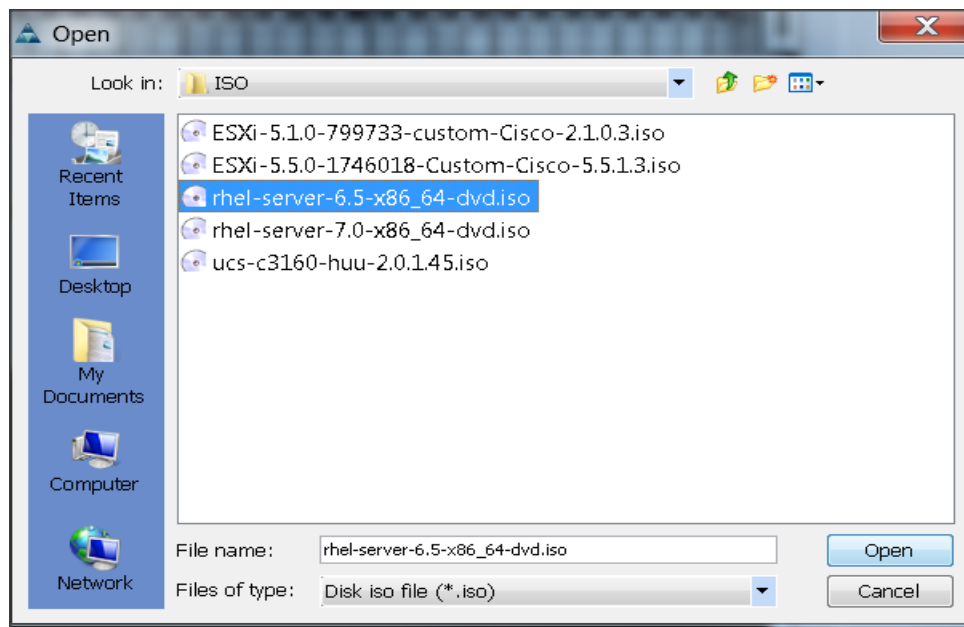 Open
Look in:
ISO
Recent
Items
Desktop
My
Documents
Computer
Network
ESXi-5.1.0-799733-custom-Cisco-2.1.0.3.iso
ESXi-5.5.0-1746018-Custom-Cisco-5.5.1.3.iso
rhel-server-6.5-x86_64-dvd.iso
rhel-server-7.0-x86_64-dvd.iso
ucs-c3160-huu-2.0.1.45.iso
File name:
rhel-server-6.5-x86_64-dvd.iso
Open
Files of type:
Disk iso file (*.iso)
Cancel